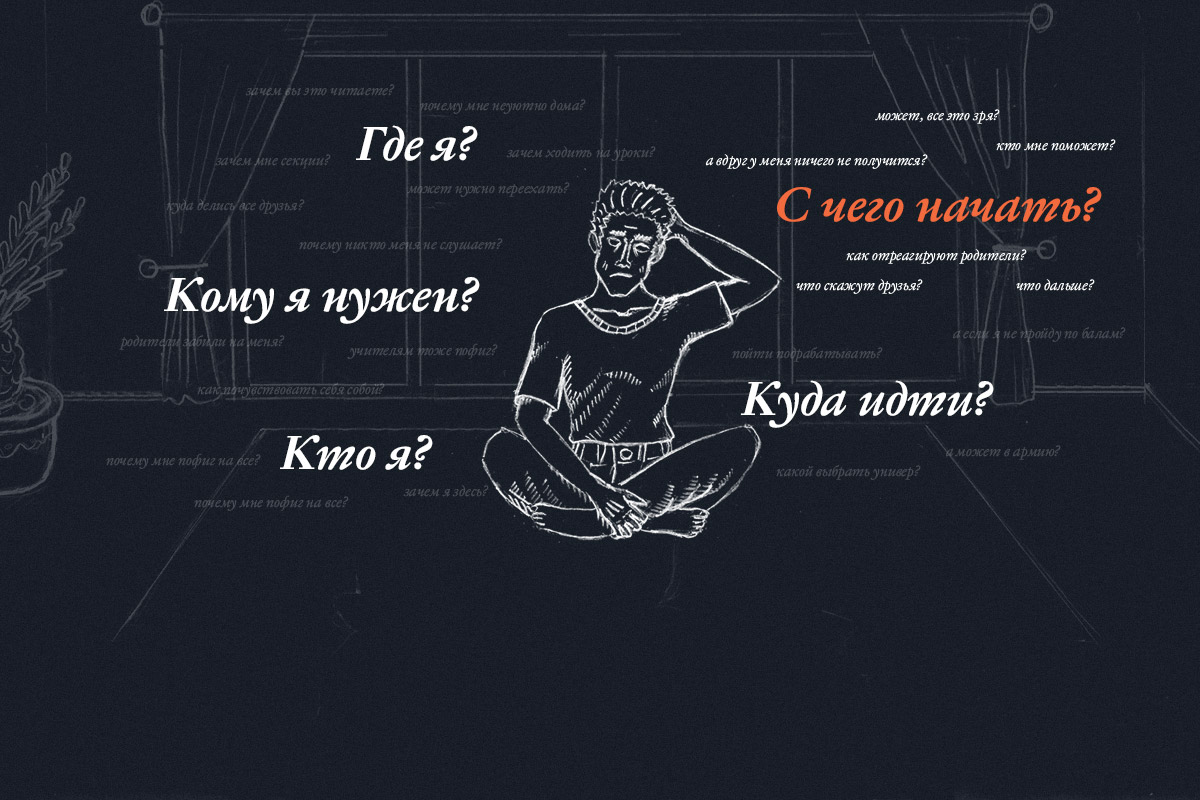 зачем вы это читаете?
почему мне неуютно дома?
Где я?
зачем мне секции?
зачем ходить на уроки?
может нужно переехать?
куда делись все друзья?
почему никто меня не слушает?
Кому я нужен?
родители забили на меня?
учителям тоже пофиг?
как почувствовать себя собой?
Кто я?
почему мне пофиг на все?
зачем я здесь?
почему мне пофиг на все?
может, все это зря?
кто мне поможет?
а вдруг у меня ничего не получится?
С чего начать?
как отреагируют родители?
что скажут друзья?
что дальше?
а если я не пройду по балам?
пойти подрабатывать?
Куда идти?
а может в армию?
какой выбрать универ?